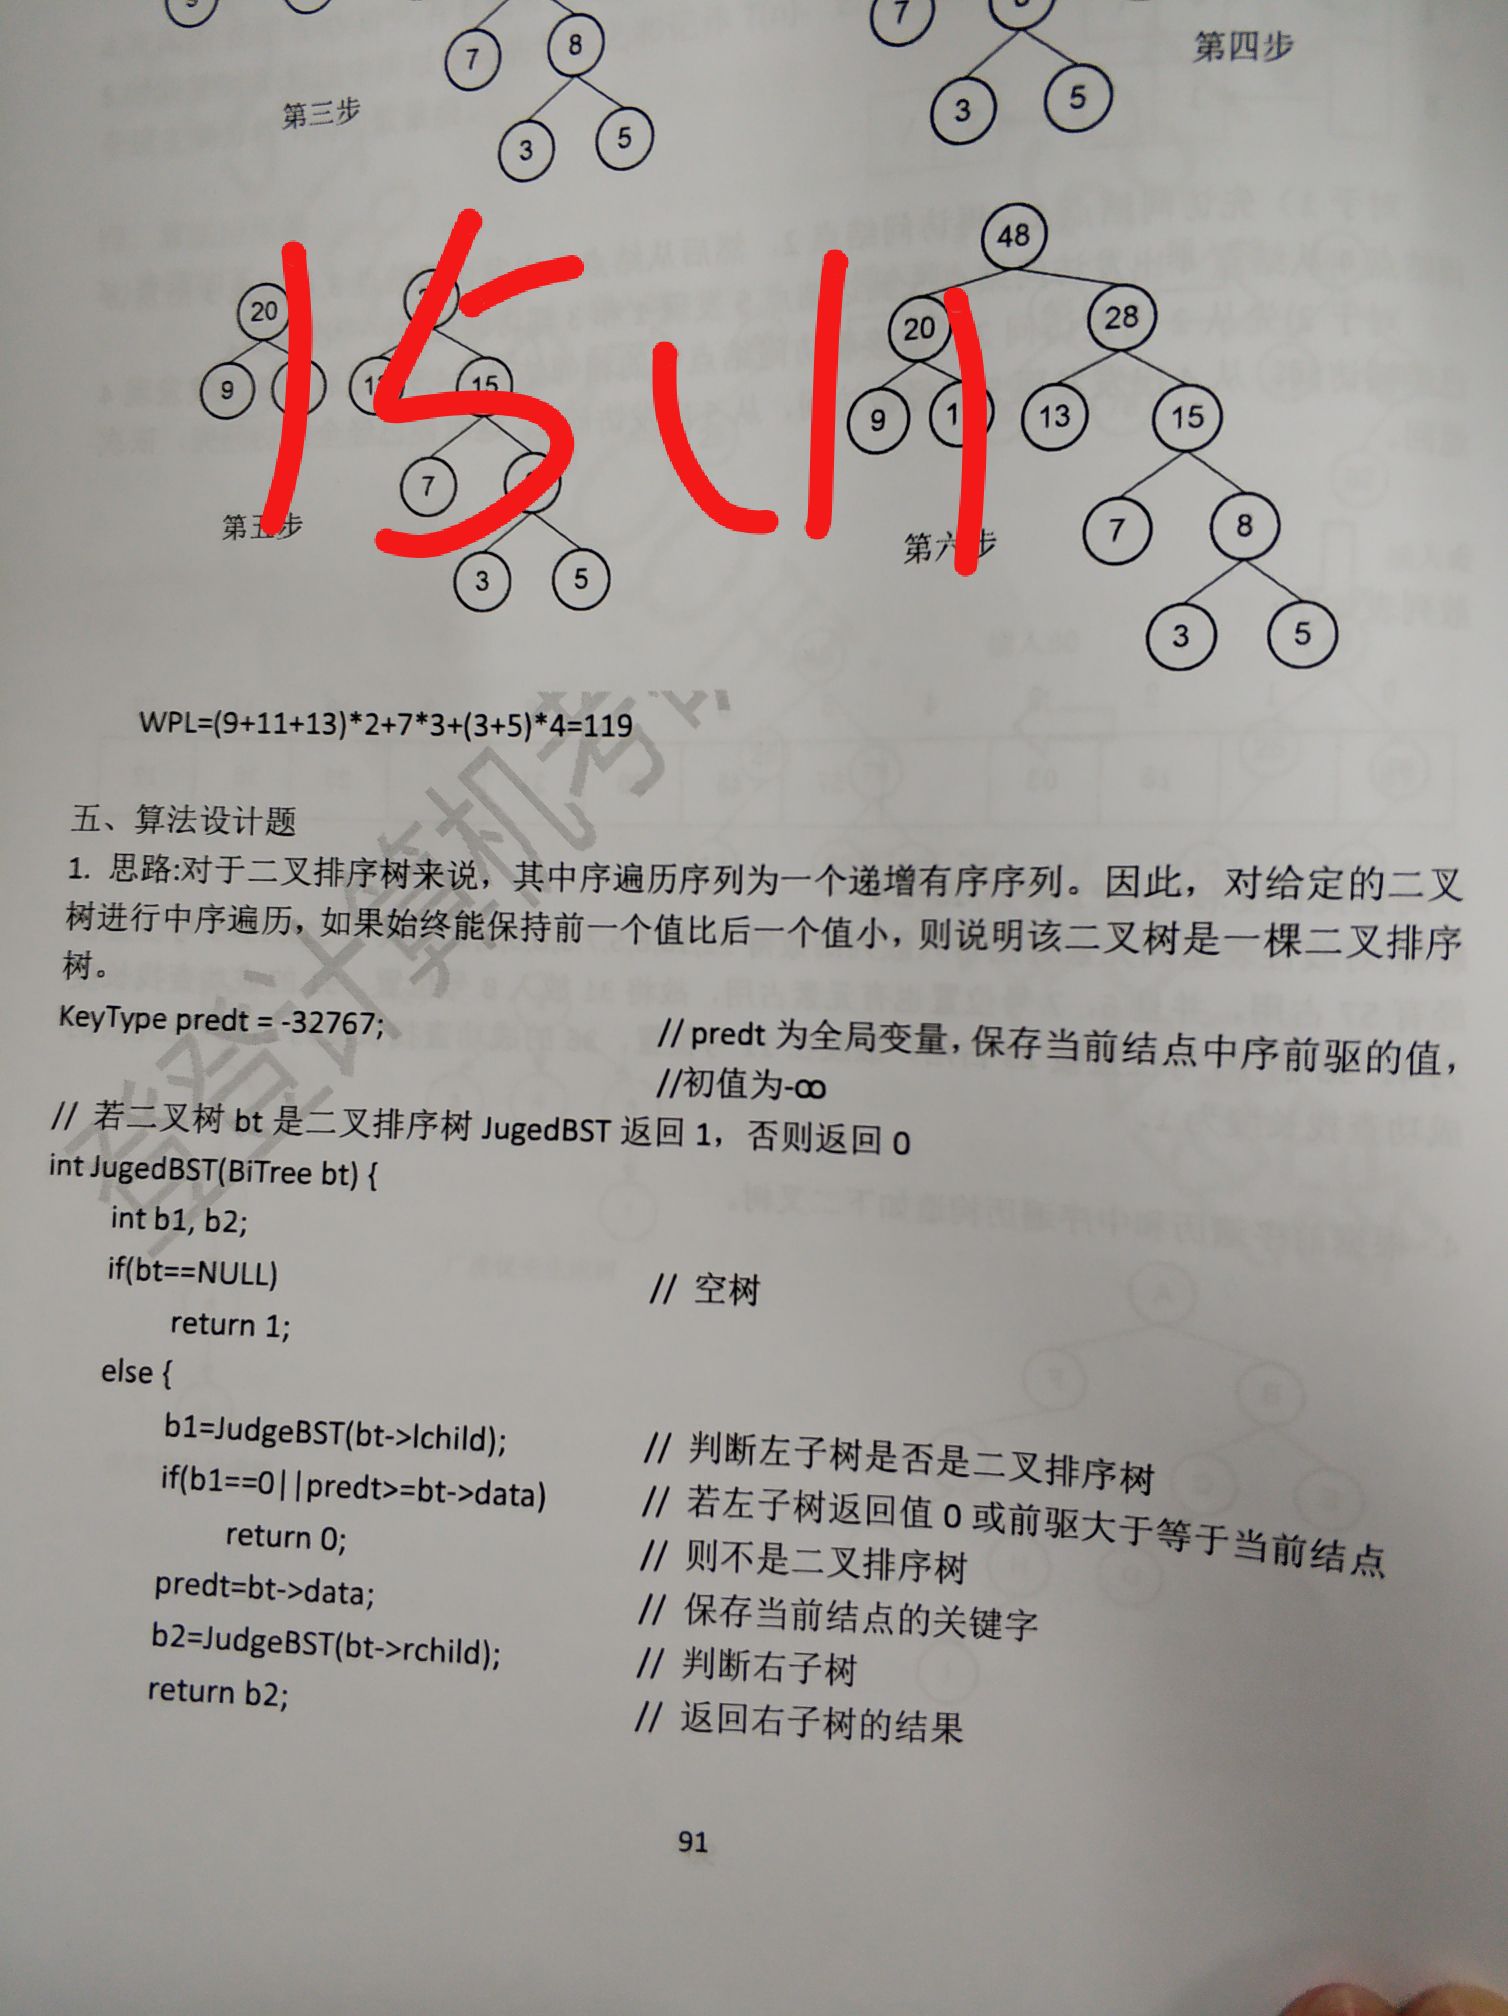 9
7
8
3
5
第三步
7
3
5
第四步
20
9
15
7
3
5
第五步
15(1)
48
20
28
9
13
15
7
8
3
5
第六步
WPL=(9+11+13)*2+7*3+(3+5)*4=119
五、算法设计题
1. 思路:对于二叉排序树来说，其中序遍历序列为一个递增有序序列。因此，对给定的二叉
树进行中序遍历，如果始终能保持前一个值比后一个值小，则说明该二叉树是一棵二叉排序
树。
KeyType predt = -32767; // predt 为全局变量，保存当前结点中序前驱的值，
//初值为-∞
// 若二叉树 bt 是二叉排序树 JugedBST 返回 1，否则返回 0
int JugedBST(BiTree bt) {
int b1, b2;
if(bt==NULL) // 空树
return 1;
else {
b1=JudgeBST(bt->lchild); // 判断左子树是否是二叉排序树
if(b1==0||predt>=bt->data) // 若左子树返回值 0 或前驱大于等于当前结点
return 0; // 则不是二叉排序树
predt=bt->data; // 保存当前结点的关键字
b2=JudgeBST(bt->rchild); // 判断右子树
return b2; // 返回右子树的结果
91